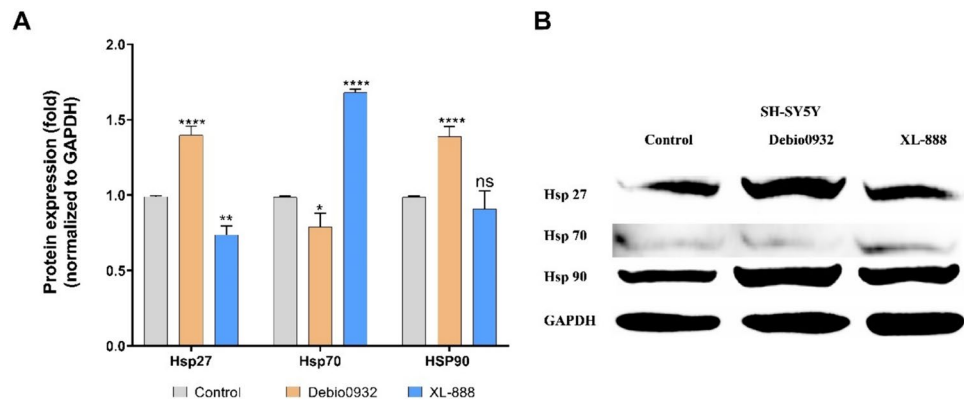 A
Protein expression (fold)
(normalized to GAPDH)
2.0
1.5
1.0
0.5
0.0
****
**
*
****
****
ns
Hsp27 Hsp70 HSP90
Control Debio0932 XL-888
B
SH-SY5Y
Control Debio0932 XL-888
Hsp 27
Hsp 70
Hsp 90
GAPDH